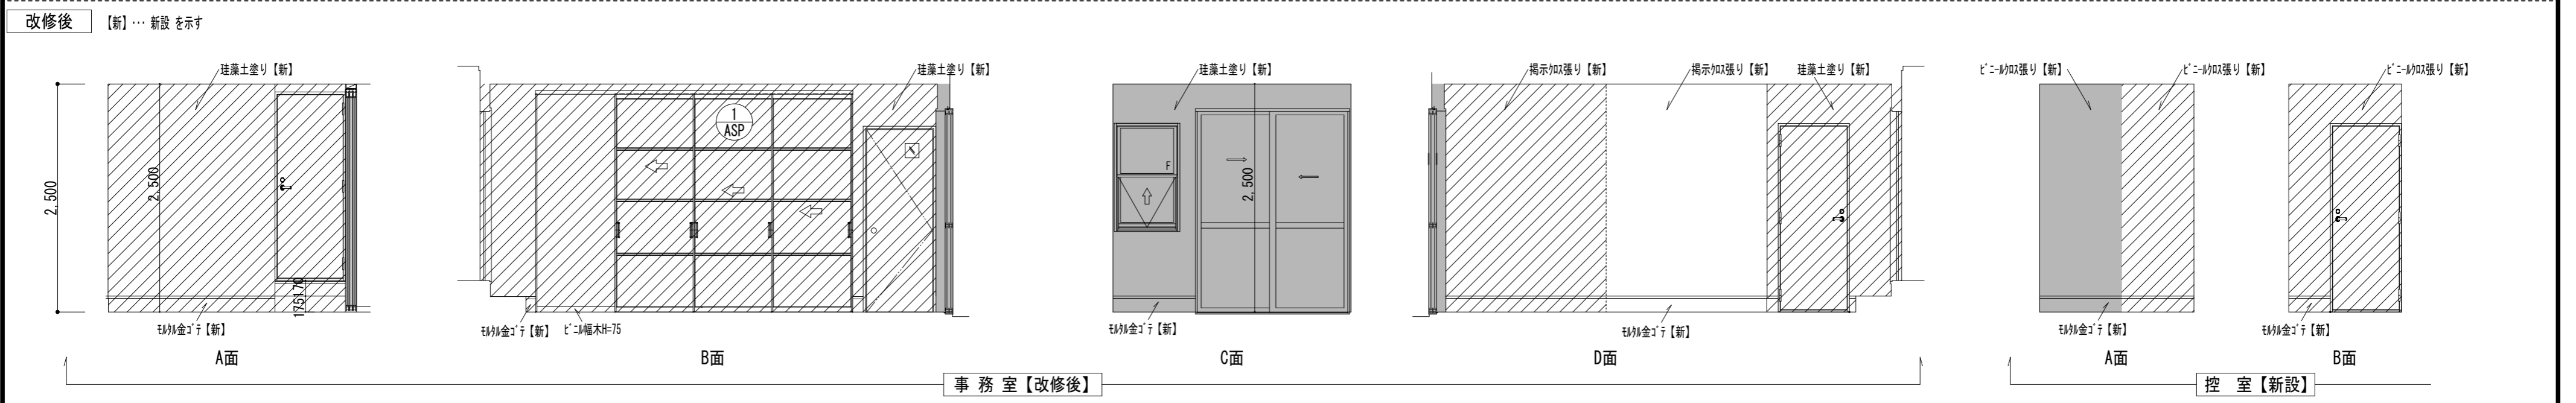 改修後
【新】… 新設 を示す
珪藻土塗り【新】
珪藻土塗り【新】
珪藻土塗り【新】
掲示クロス張り【新】
掲示クロス張り【新】
珪藻土塗り【新】
ビニールクロス張り【新】
ビニールクロス張り【新】
ビニールクロス張り【新】
1
ASP
F
2,500
2,500
2,500
175170
モルタル金ゴテ【新】
モルタル金ゴテ【新】
ビニル幅木H=75
モルタル金ゴテ【新】
モルタル金ゴテ【新】
モルタル金ゴテ【新】
モルタル金ゴテ【新】
A面
B面
C面
D面
A面
B面
事 務 室【改修後】
控 室【新設】